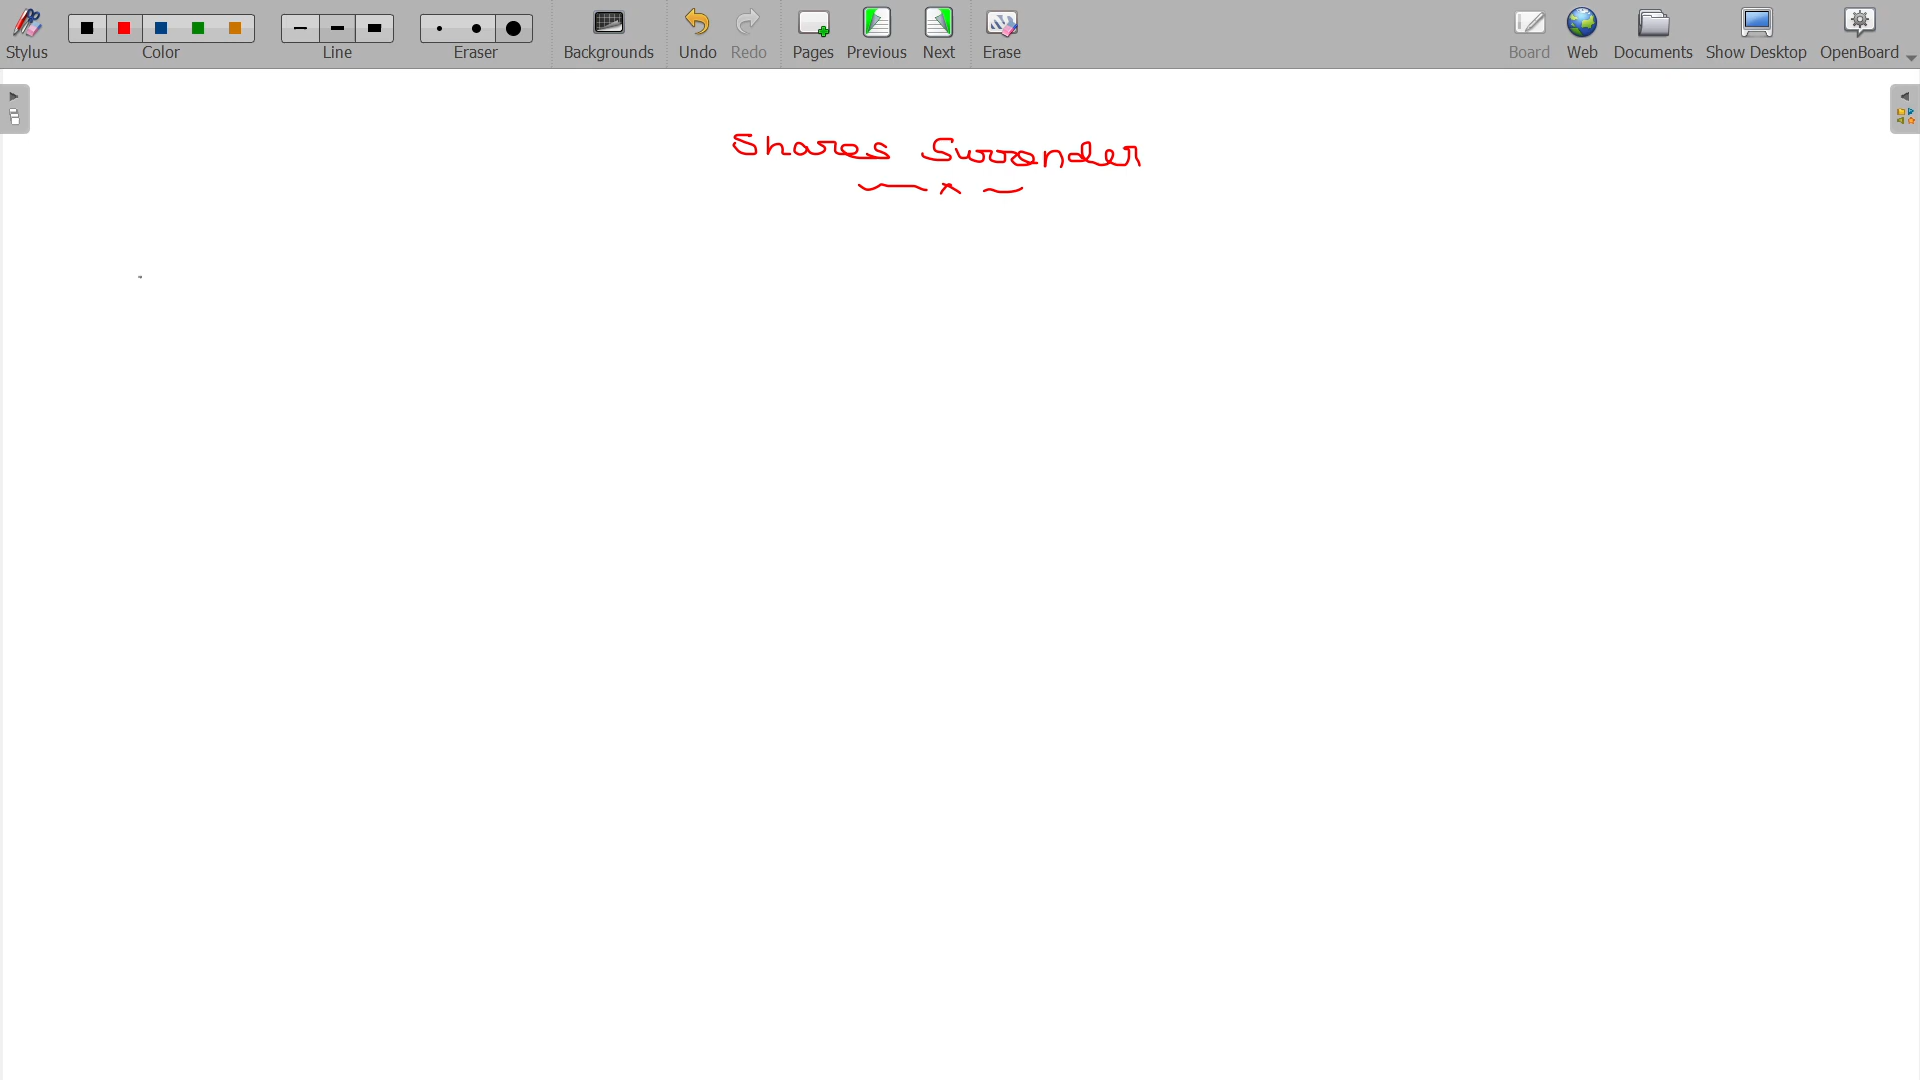 Stylus Color Line Eraser Backgrounds Undo Redo Pages Previous Next Erase Board Web Documents Show Desktop OpenBoard
Shares Surrender